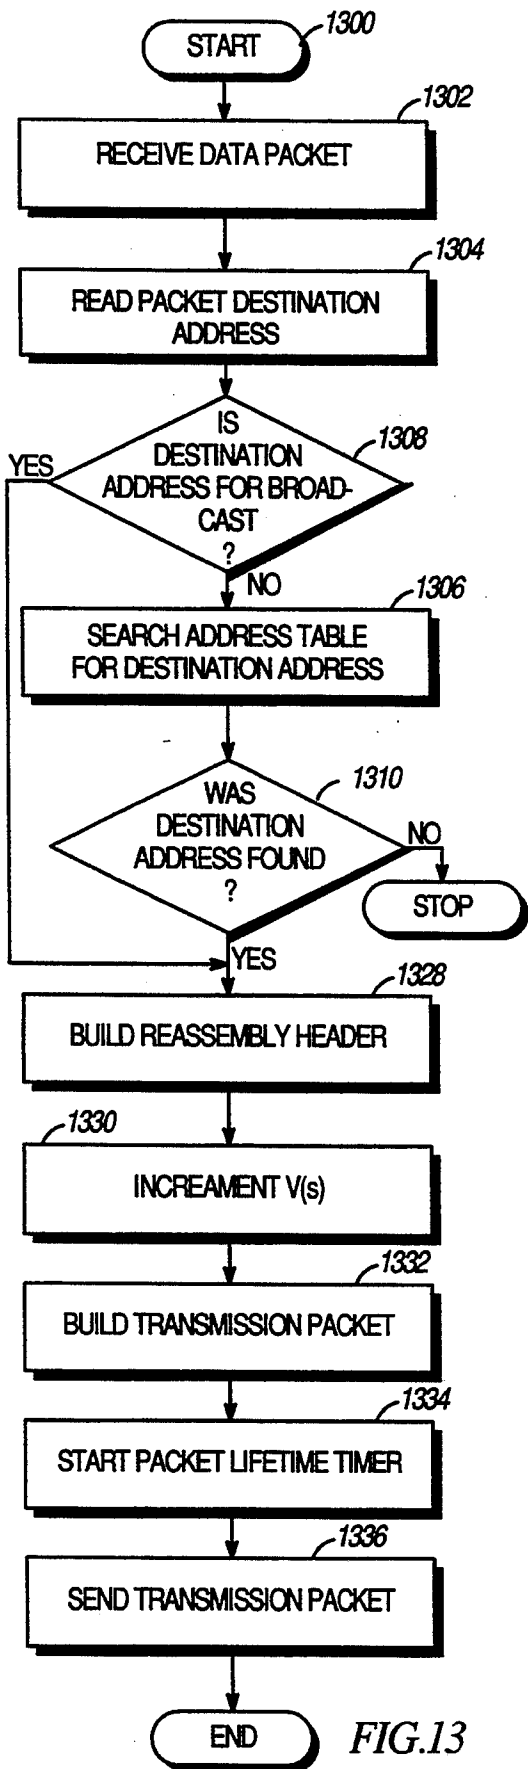 1300
START
1302
RECEIVE DATA PACKET
1304
READ PACKET DESTINATION
ADDRESS
1308
IS
DESTINATION
ADDRESS FOR BROAD-
CAST
?
YES
NO
1306
SEARCH ADDRESS TABLE
FOR DESTINATION ADDRESS
1310
WAS
DESTINATION
ADDRESS FOUND
?
NO
STOP
YES
1328
BUILD REASSEMBLY HEADER
1330
INCREAMENT V(s)
1332
BUILD TRANSMISSION PACKET
1334
START PACKET LIFETIME TIMER
1336
SEND TRANSMISSION PACKET
END
FIG.13